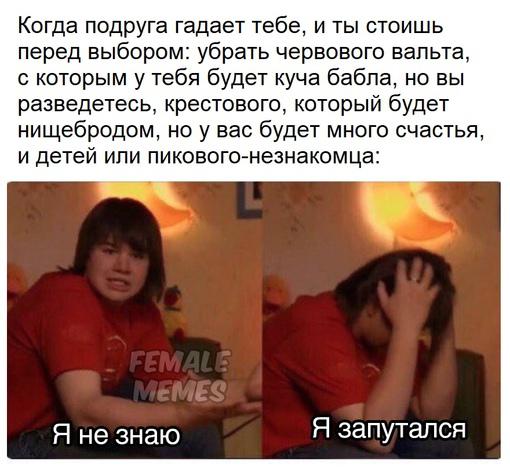 Когда подруга гадает тебе, и ты стоишь
перед выбором: убрать червового вальта,
с которым у тебя будет куча бабла, но вы
разведетесь, крестового, который будет
нищебродом, но у вас будет много счастья,
и детей или пикового-незнакомца:
FEMALE
MEMES
Я не знаю
Я запутался